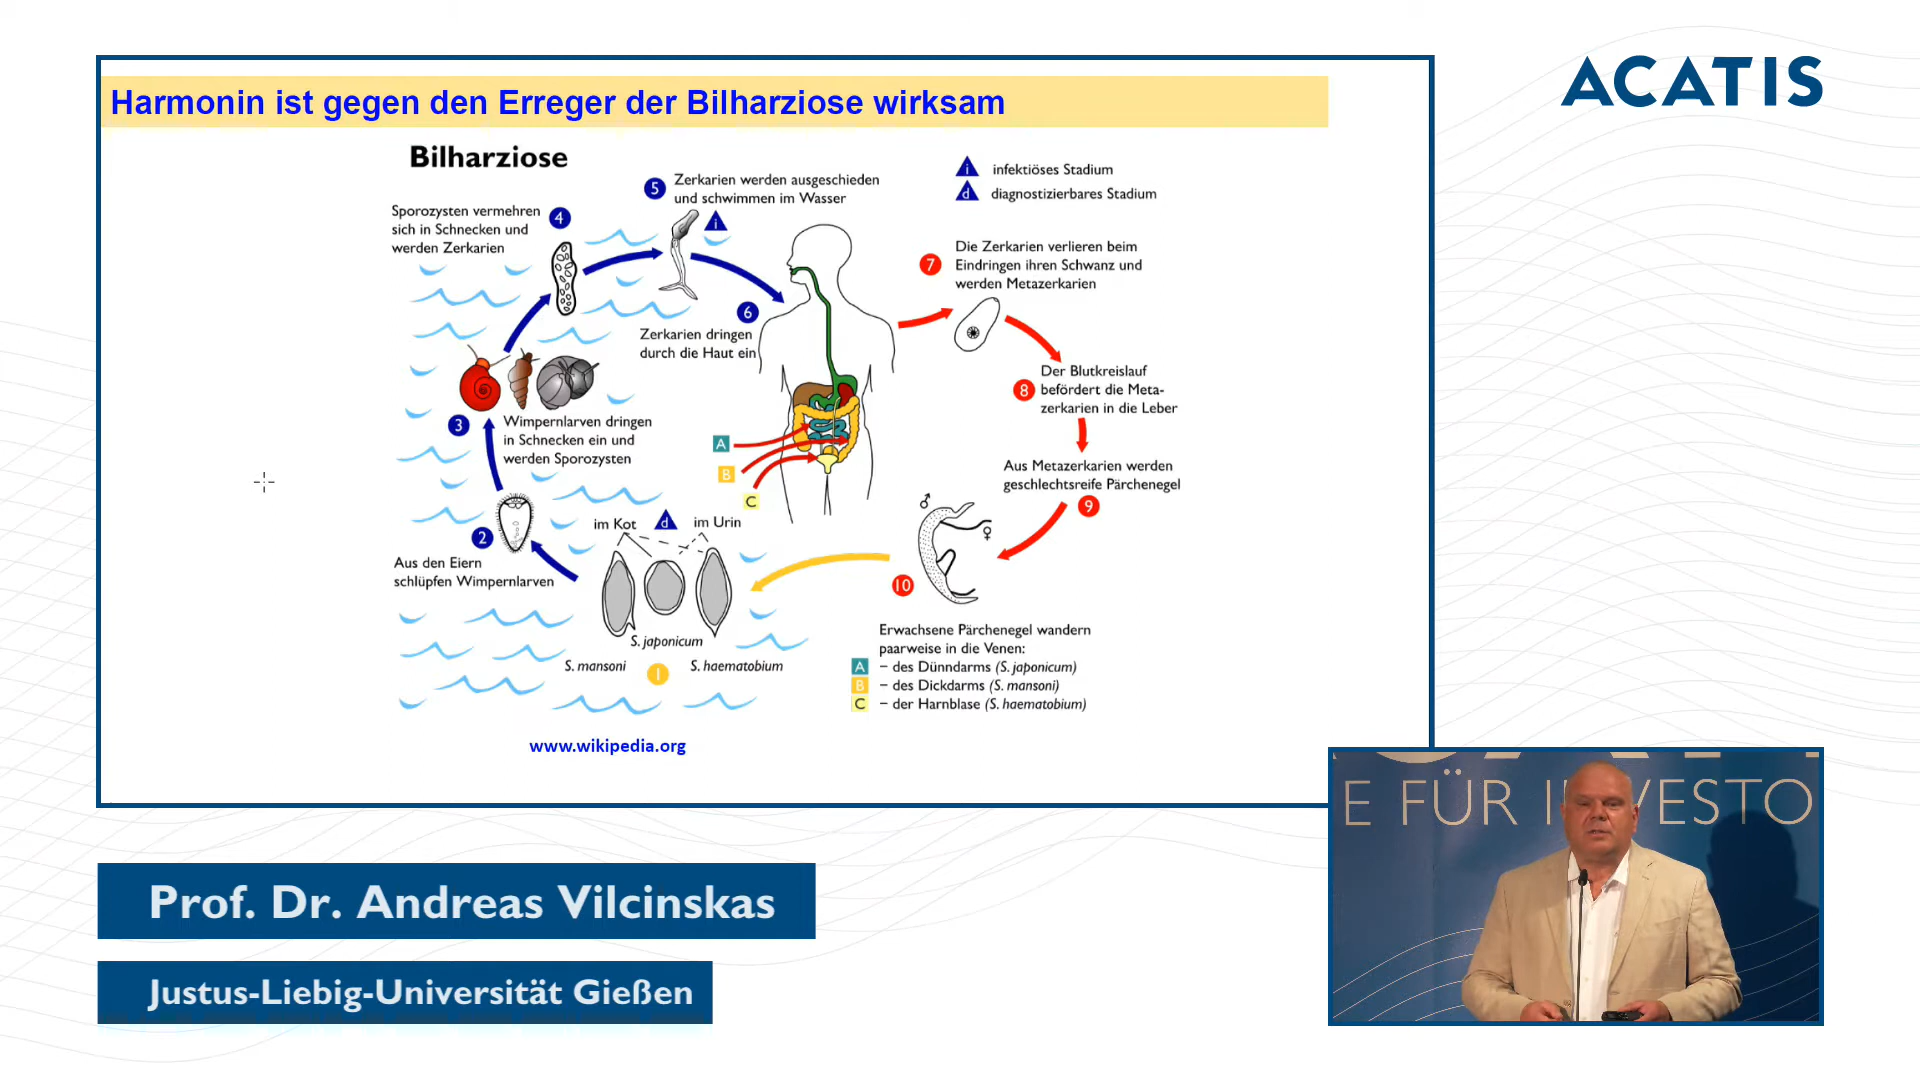 ACATIS
Harmonin ist gegen den Erreger der Bilharziose wirksam
Bilharziose
i infektiöses Stadium
d diagnostizierbares Stadium
5 Zerkarien werden ausgeschieden
und schwimmen im Wasser
i
Sporozysten vermehren
sich in Schnecken und
werden Zerkarien
4
6
Zerkarien dringen
durch die Haut ein
7
Die Zerkarien verlieren beim
Eindringen ihren Schwanz und
werden Metazerkarien
8
Der Blutkreislauf
befördert die Meta-
zerkarien in die Leber
3
Wimpernlarven dringen
in Schnecken ein und
werden Sporozysten
A
B
C
Aus Metazerkarien werden
geschlechtsreife Pärchenegel
9
♂
♀
im Kot d im Urin
2
Aus den Eiern
schlüpfen Wimpernlarven
10
S. japonicum
S. mansoni 1 S. haematobium
Erwachsene Pärchenegel wandern
paarweise in die Venen:
A – des Dünndarms (S. japonicum)
B – des Dickdarms (S. mansoni)
C – der Harnblase (S. haematobium)
www.wikipedia.org
E FÜR
VESTO
Prof. Dr. Andreas Vilcinskas
Justus-Liebig-Universität Gießen